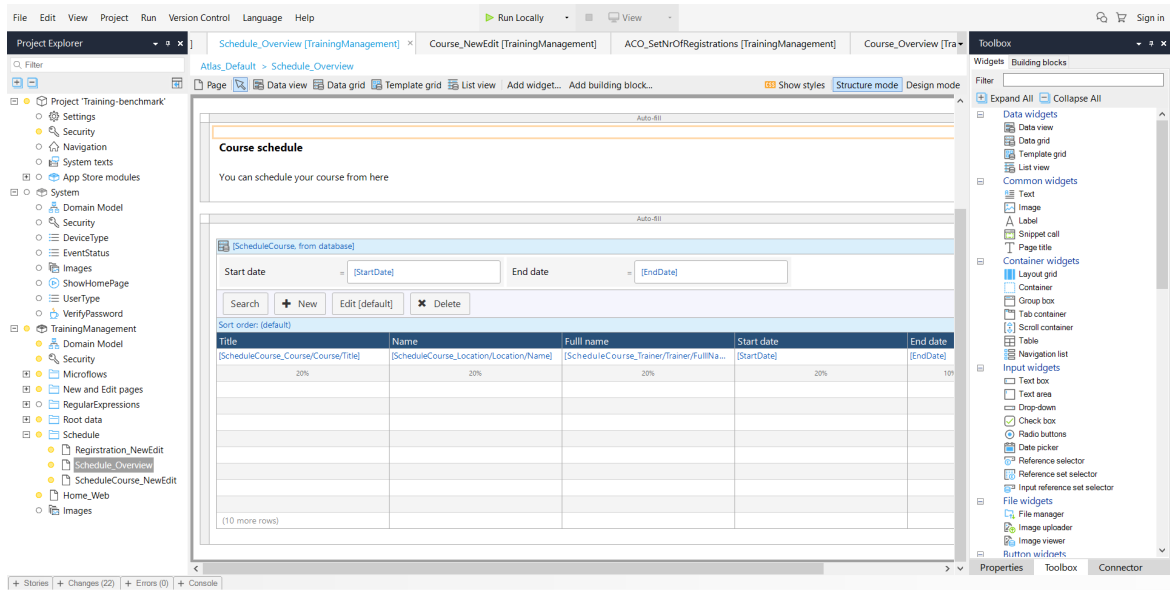 File Edit View Project Run Version Control Language Help Run Locally View Sign in
Project Explorer
Filter
Project 'Training-benchmark'
Settings
Security
Navigation
System texts
App Store modules
System
Domain Model
Security
DeviceType
EventStatus
Images
ShowHomePage
UserType
VerifyPassword
TrainingManagement
Domain Model
Security
Microflows
New and Edit pages
RegularExpressions
Root data
Schedule
Regirstration_NewEdit
Schedule_Overview
ScheduleCourse_NewEdit
Home_Web
Images
] Schedule_Overview [TrainingManagement] × Course_NewEdit [TrainingManagement] ACO_SetNrOfRegistrations [TrainingManagement] Course_Overview [Tra
Atlas_Default > Schedule_Overview
Page Data view Data grid Template grid List view Add widget... Add building block... Show styles Structure mode Design mode
Auto-fill
Course schedule
You can schedule your course from here
Auto-fill
[ScheduleCourse, from database]
Start date = [StartDate] End date = [EndDate]
Search New Edit [default] Delete
Sort order: (default)
Title Name Fulll name Start date End date
[ScheduleCourse_Course/Course/Title] [ScheduleCourse_Location/Location/Name] [ScheduleCourse_Trainer/Trainer/FulllNa... [StartDate] [EndDate]
20% 20% 20% 20% 10%
(10 more rows)
Toolbox
Widgets Building blocks
Filter
Expand All Collapse All
Data widgets
Data view
Data grid
Template grid
List view
Common widgets
Text
Image
Label
Snippet call
Page title
Container widgets
Layout grid
Container
Group box
Tab container
Scroll container
Table
Navigation list
Input widgets
Text box
Text area
Drop-down
Check box
Radio buttons
Date picker
Reference selector
Reference set selector
Input reference set selector
File widgets
File manager
Image uploader
Image viewer
Button widgets
Properties Toolbox Connector
+ Stories + Changes (22) + Errors (0) + Console